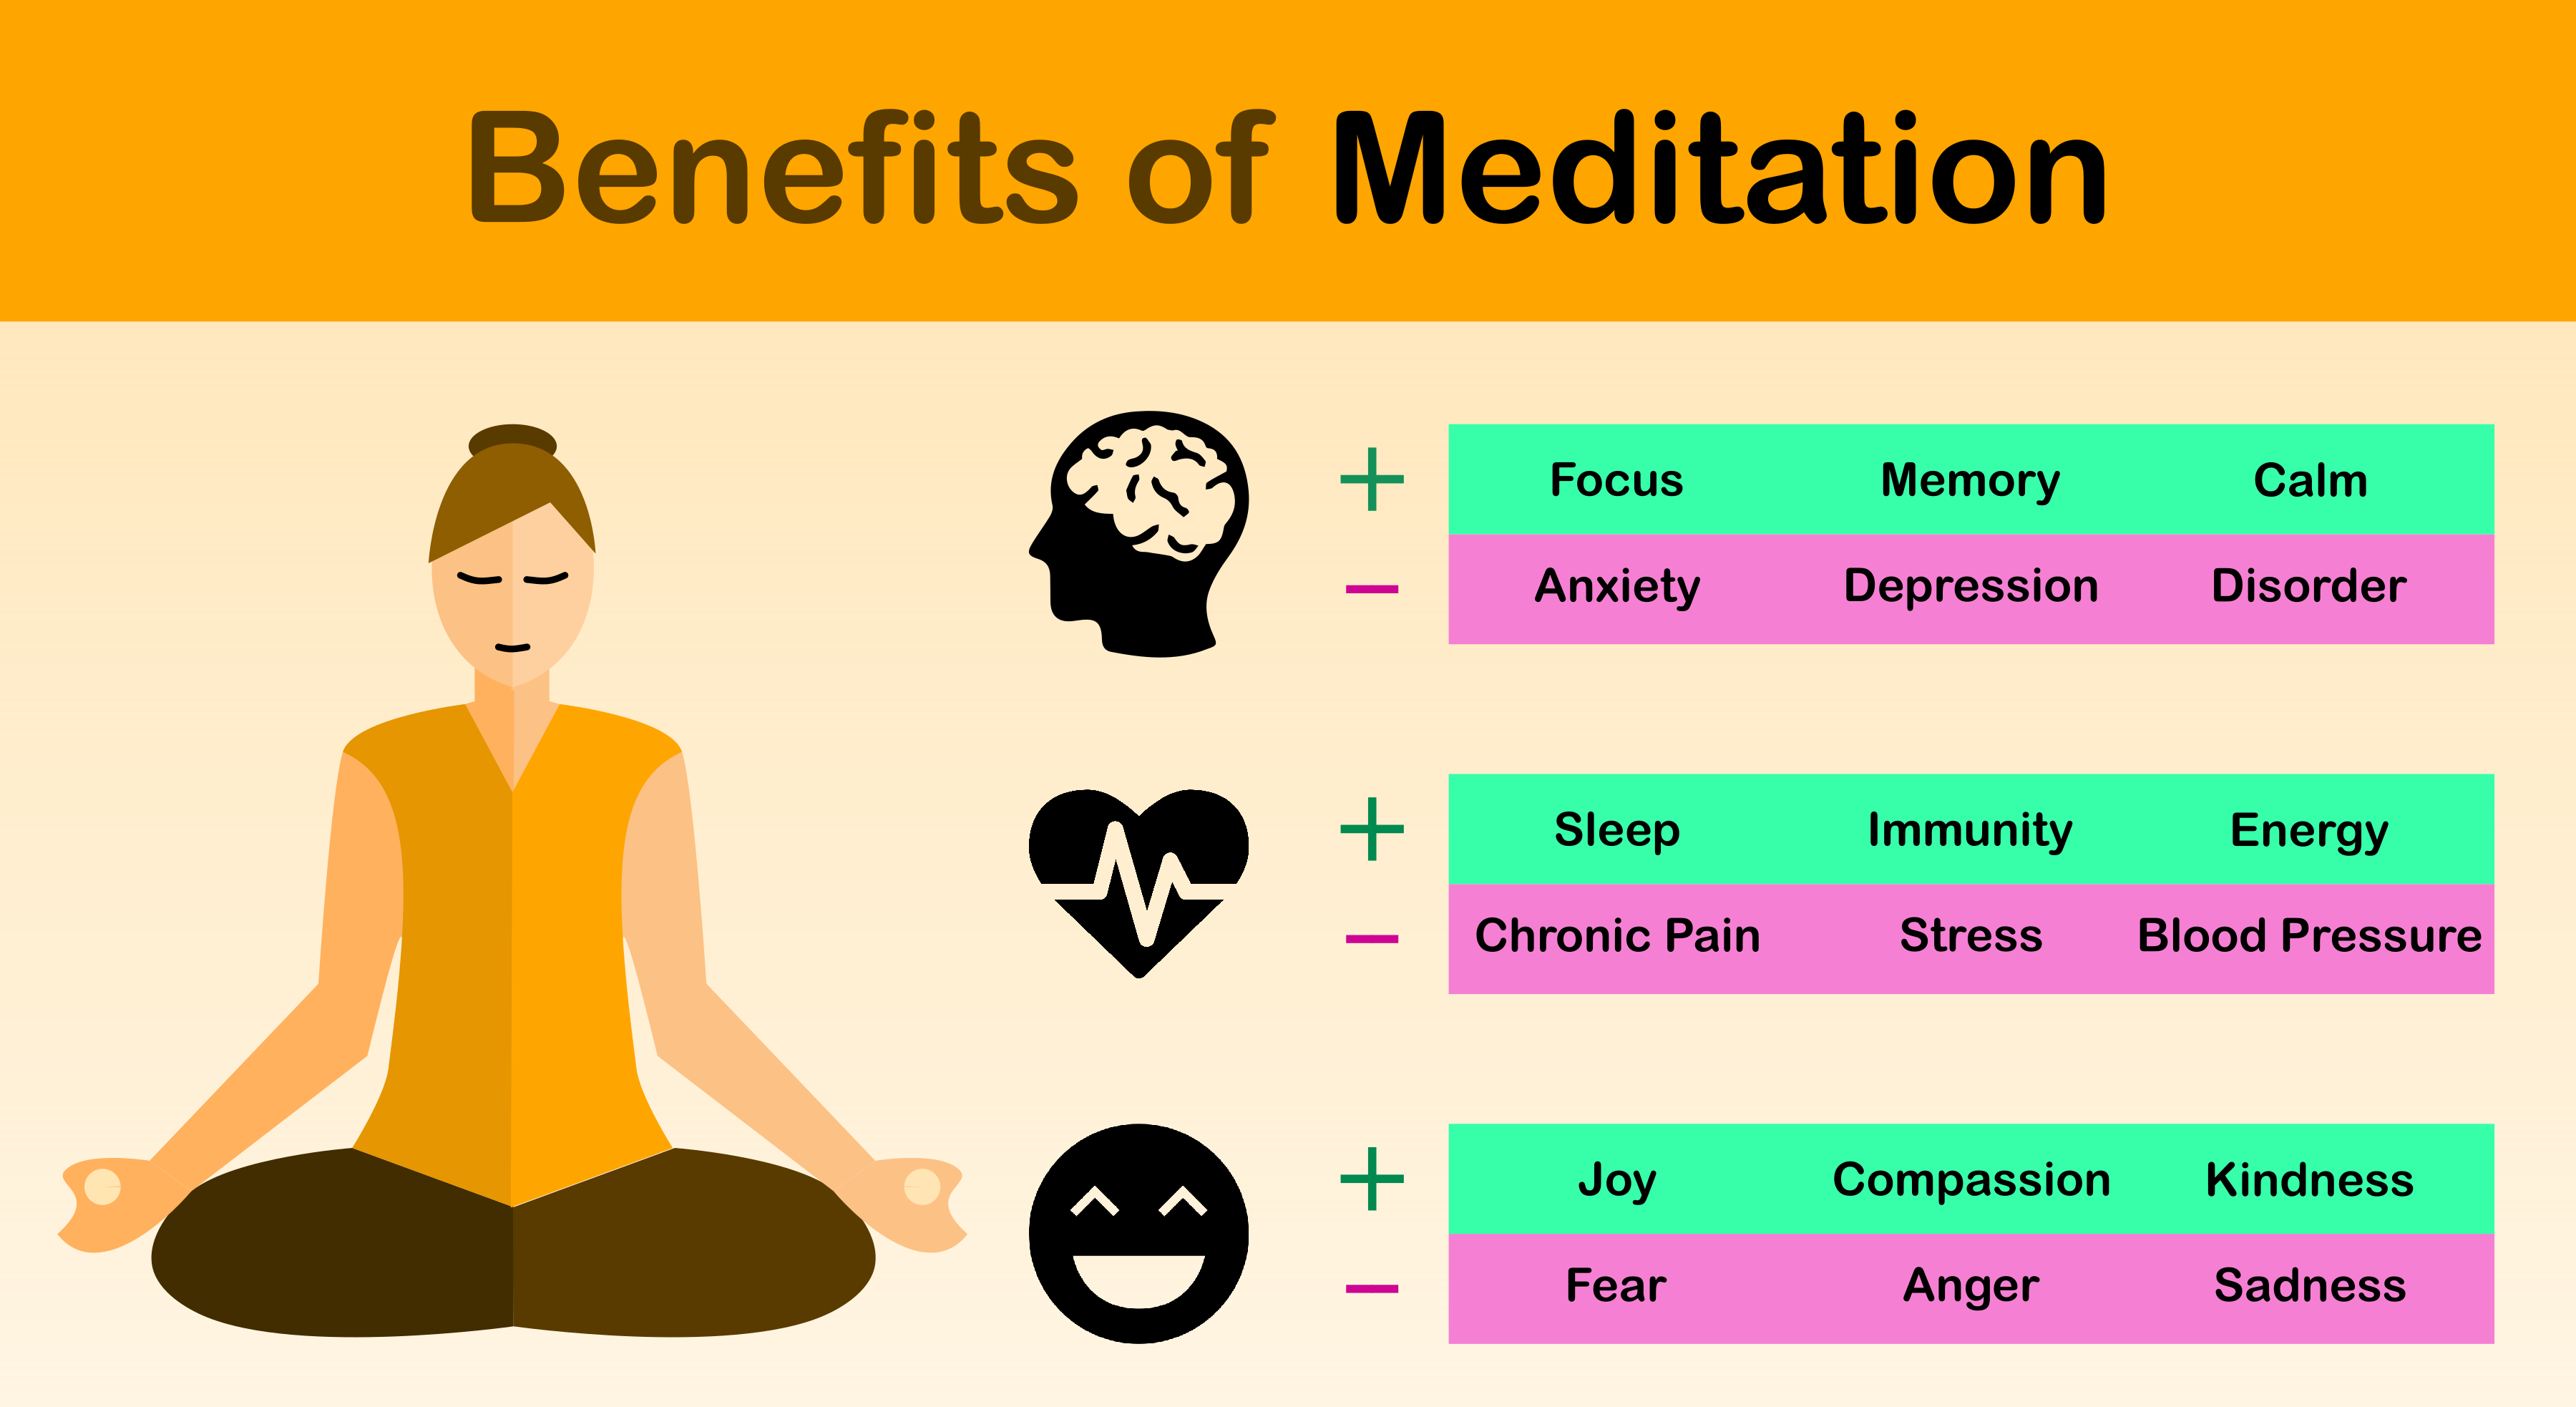 Benefits of Meditation
+ Focus Memory Calm
− Anxiety Depression Disorder
+ Sleep Immunity Energy
− Chronic Pain Stress Blood Pressure
+ Joy Compassion Kindness
− Fear Anger Sadness